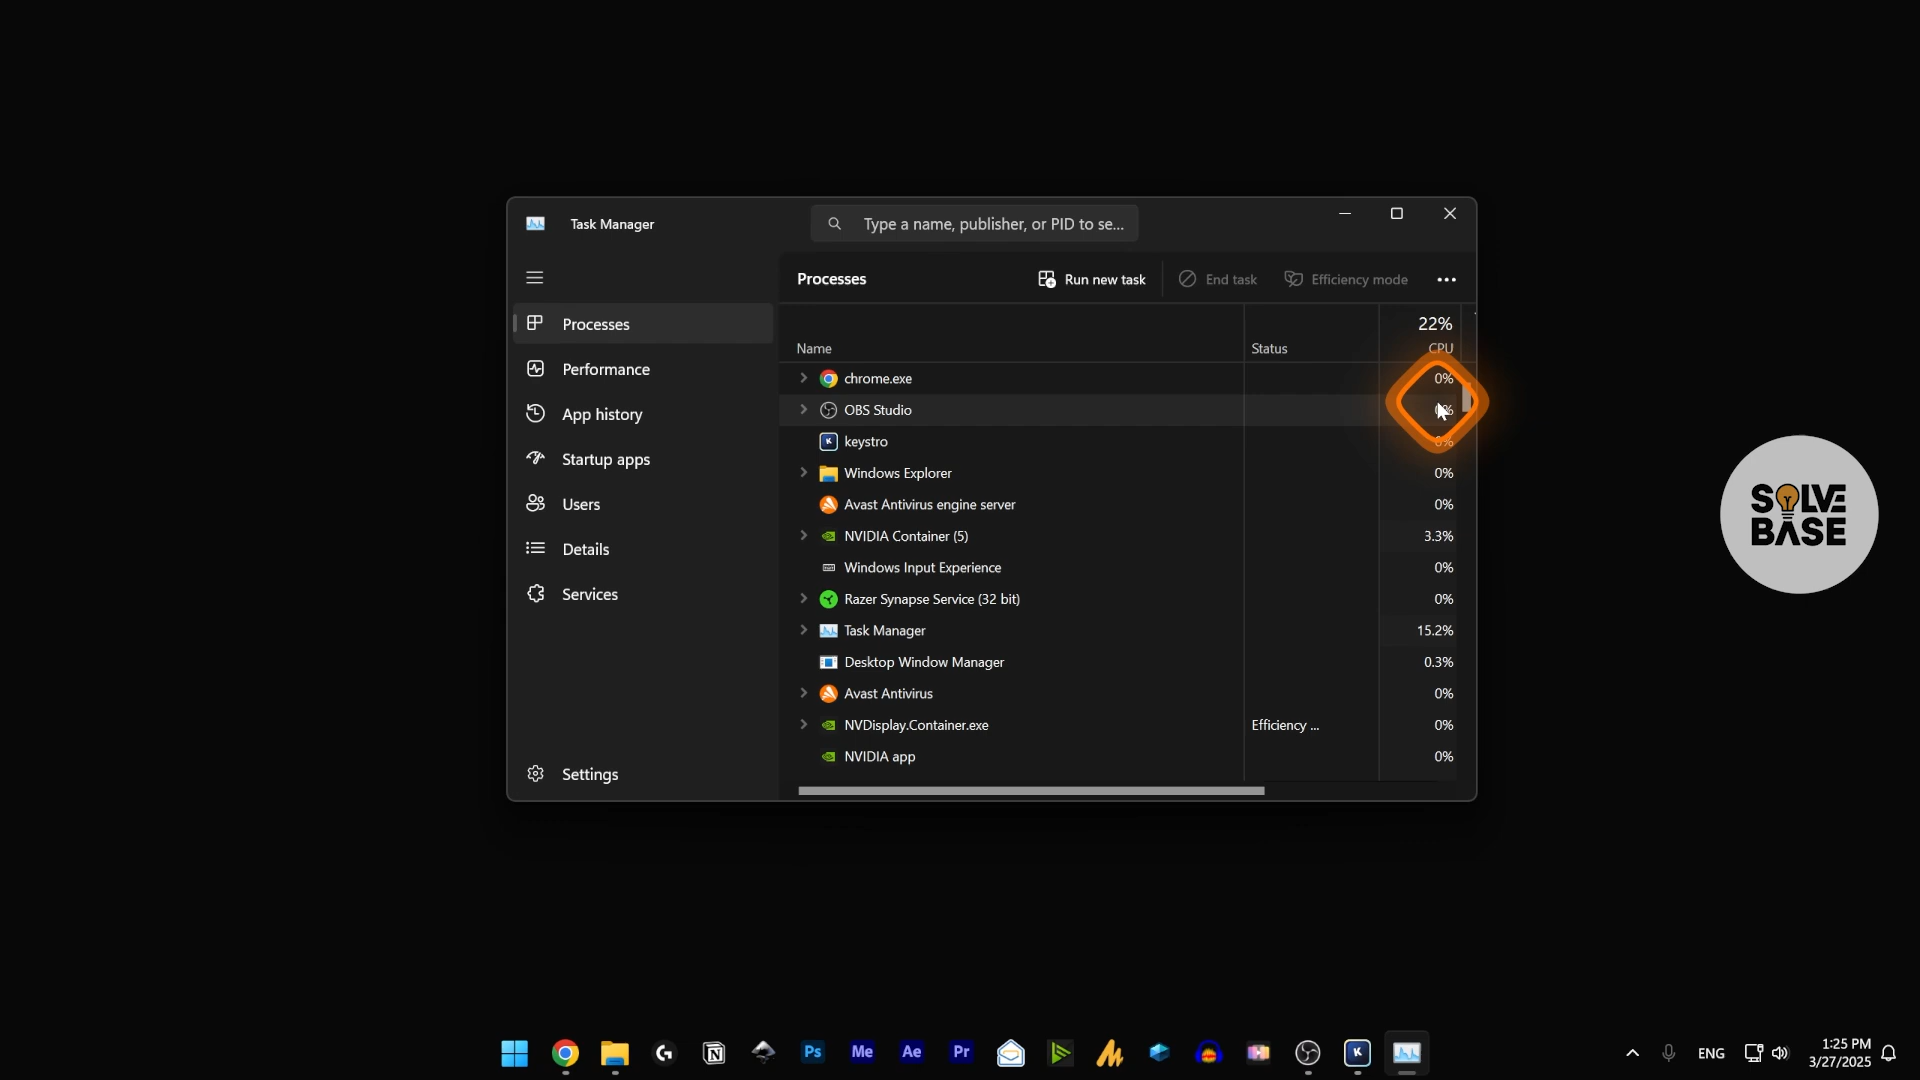 Task Manager
Type a name, publisher, or PID to se...
Processes
Run new task
End task
Efficiency mode
Processes
Performance
App history
Startup apps
Users
Details
Services
Settings
22%
Name Status CPU
chrome.exe 0%
OBS Studio
keystro 0%
Windows Explorer 0%
Avast Antivirus engine server 0%
NVIDIA Container (5) 3.3%
Windows Input Experience 0%
Razer Synapse Service (32 bit) 0%
Task Manager 15.2%
Desktop Window Manager 0.3%
Avast Antivirus 0%
NVDisplay.Container.exe Efficiency ... 0%
NVIDIA app 0%
SOLVE
BASE
Ps Me Ae Pr K
ENG
1:25 PM
3/27/2025